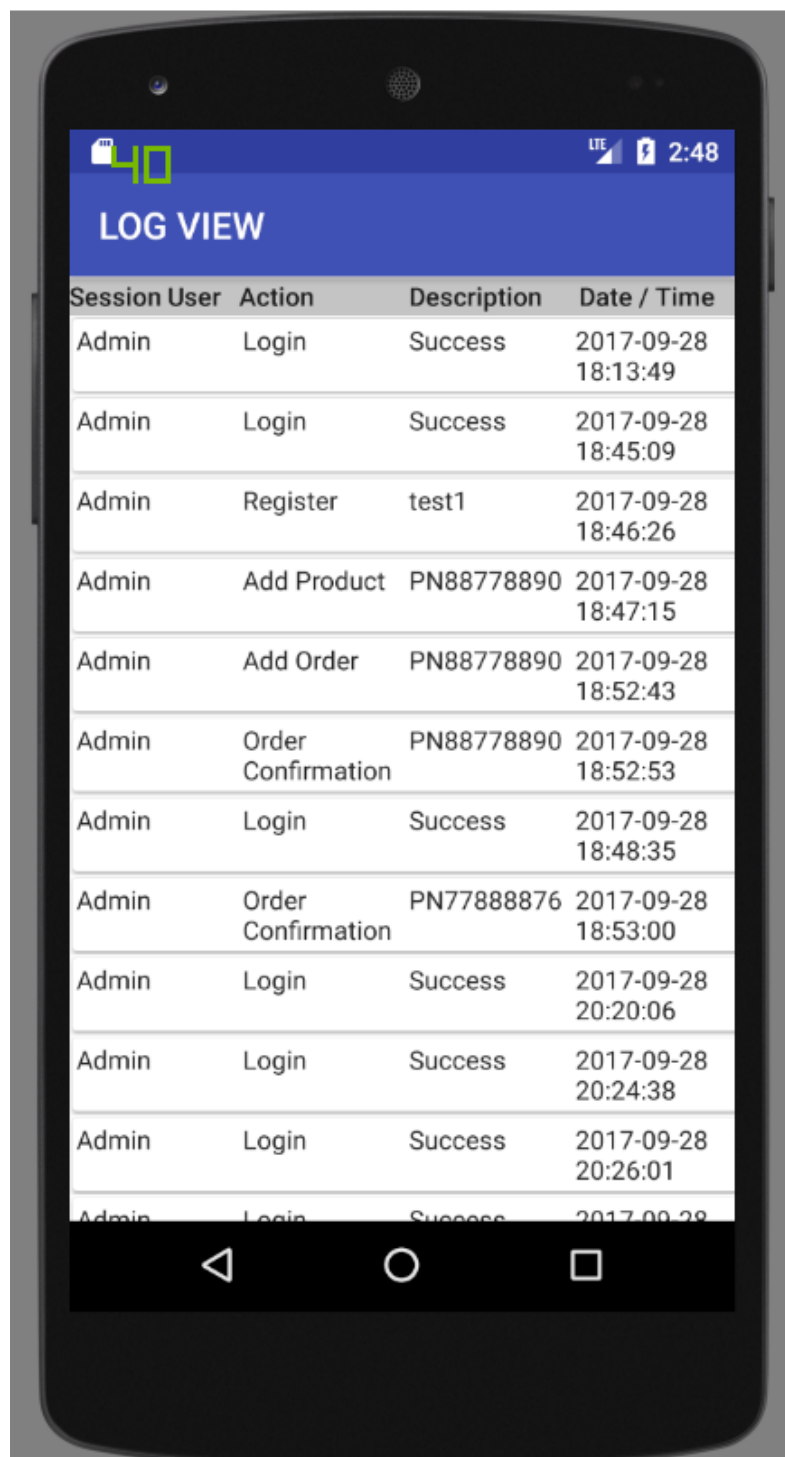 40 LTE 2:48
LOG VIEW
Session User Action Description Date / Time
Admin Login Success 2017-09-28
18:13:49
Admin Login Success 2017-09-28
18:45:09
Admin Register test1 2017-09-28
18:46:26
Admin Add Product PN88778890 2017-09-28
18:47:15
Admin Add Order PN88778890 2017-09-28
18:52:43
Admin Order PN88778890 2017-09-28
Confirmation 18:52:53
Admin Login Success 2017-09-28
18:48:35
Admin Order PN77888876 2017-09-28
Confirmation 18:53:00
Admin Login Success 2017-09-28
20:20:06
Admin Login Success 2017-09-28
20:24:38
Admin Login Success 2017-09-28
20:26:01
Admin Login Success 2017-09-28